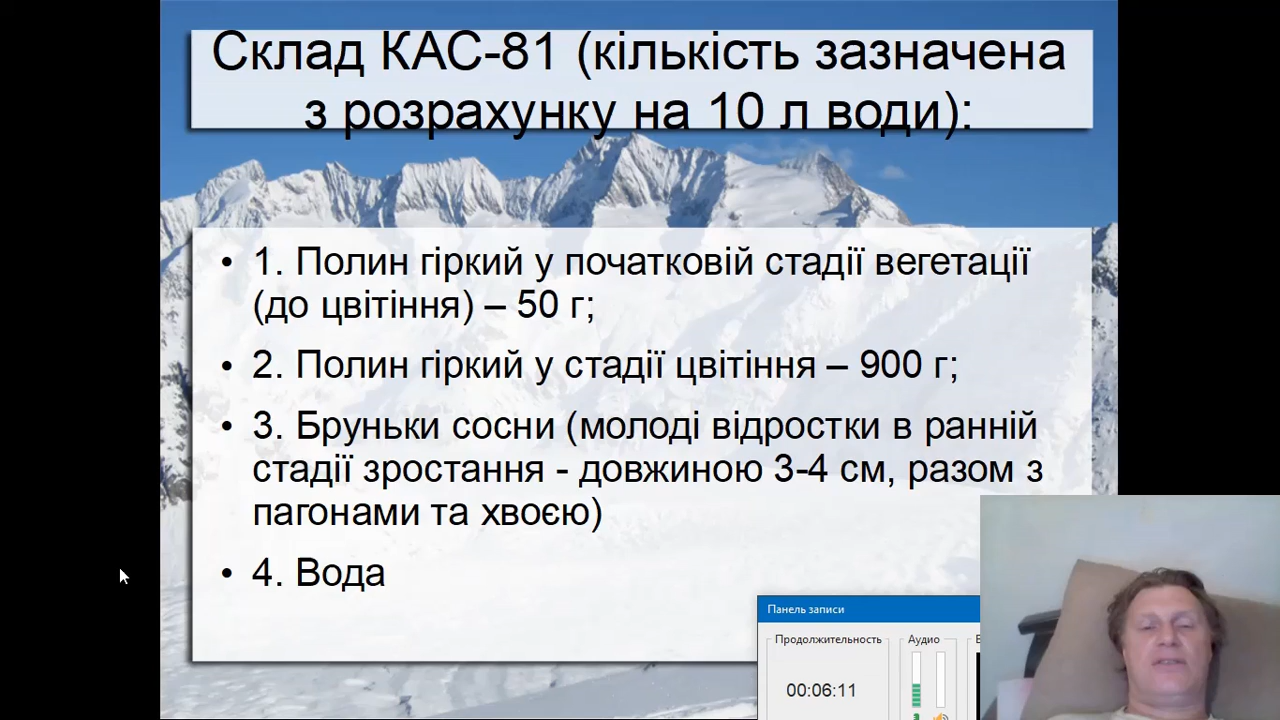 Склад КАС-81 (кількість зазначена
з розрахунку на 10 л води):
• 1. Полин гіркий у початковій стадії вегетації
(до цвітіння) – 50 г;
• 2. Полин гіркий у стадії цвітіння – 900 г;
• 3. Бруньки сосни (молоді відростки в ранній
стадії зростання - довжиною 3-4 см, разом з
пагонами та хвоєю)
• 4. Вода
Панель записи
Продолжительность
Аудио
00:06:11